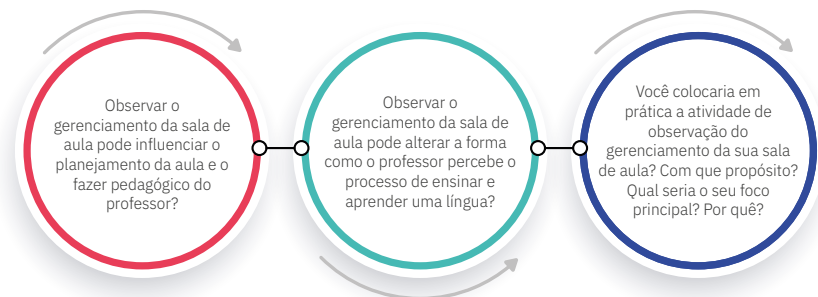 Observar o
gerenciamento da sala de
aula pode influenciar o
planejamento da aula e o
fazer pedagógico do
professor?
Observar o
gerenciamento da sala de
aula pode alterar a forma
como o professor percebe o
processo de ensinar e
aprender uma língua?
Você colocaria em
prática a atividade de
observação do
gerenciamento da sua sala
de aula? Com que propósito?
Qual seria o seu foco
principal? Por quê?